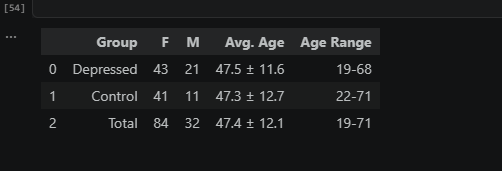 [54]
...
Group F M Avg. Age Age Range
0 Depressed 43 21 47.5 ± 11.6 19-68
1 Control 41 11 47.3 ± 12.7 22-71
2 Total 84 32 47.4 ± 12.1 19-71